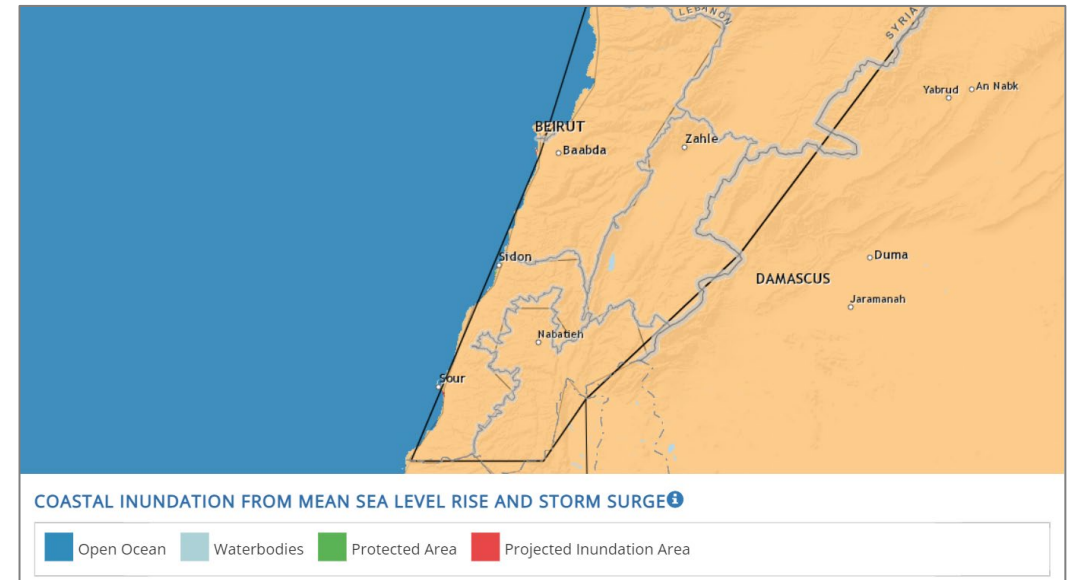 LEBANON
SYRIA
Yabrud
An Nabk
BEIRUT
Baabda
Zahle
Sidon
Duma
DAMASCUS
Jaramanah
Nabatieh
Sour
COASTAL INUNDATION FROM MEAN SEA LEVEL RISE AND STORM SURGE
Open Ocean Waterbodies Protected Area Projected Inundation Area